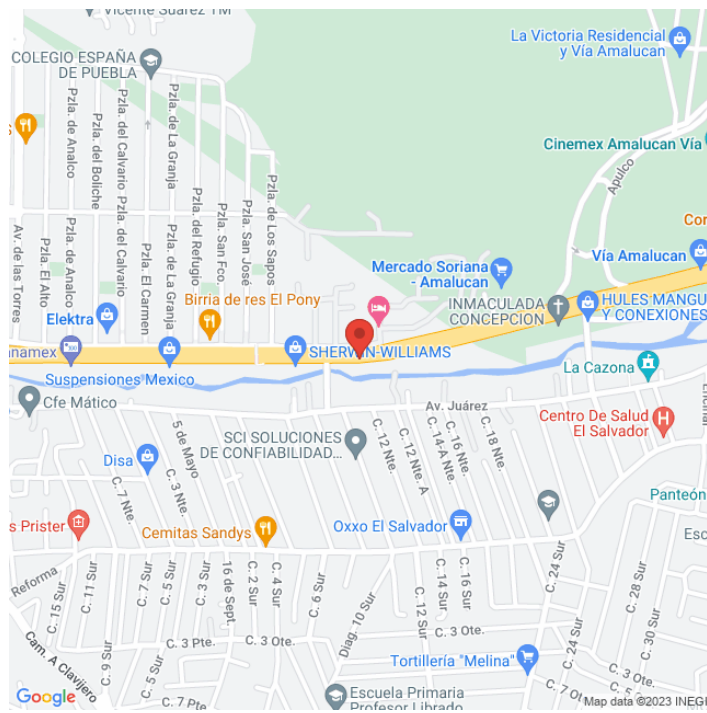 Vicente Suárez TM
COLEGIO ESPAÑA
DE PUEBLA
La Victoria Residencial
y Vía Amalucan
Cinemex Amalucan Vía
Apulco
Vía Amalucan
Pzla. de Analco
Pzla. del Boliche
Pzla. del Calvario
Pzla. de La Granja
Av. de las Torres
Pzla. El Alto
Pzla. de Analco
Pzla. del Calvario
Pzla. El Carmen
Pzla. de La Granja
Pzla. del Refugio
Pzla. San Fco.
Pzla. San José
Pzla. de Los Sapos
Mercado Soriana
- Amalucan
INMACULADA
CONCEPCION
HULES MANGU
Y CONEXIONES
Birria de res El Pony
Elektra
SHERWIN-WILLIAMS
Suspensiones Mexico
La Cazona
Cfe Mático
Av. Juárez
Centro De Salud
El Salvador
SCI SOLUCIONES
DE CONFIABILIDAD...
5 de Mayo
C. 3 Nte.
C. 7 Nte.
C. 12 Nte.
C. 12 Nte. A
C. 14-A Nte.
C. 16 Nte.
C. 18 Nte.
Disa
Panteón
s Prister
Cemitas Sandys
Oxxo El Salvador
Reforma
C. 15 Sur
C. 11 Sur
C. 7 Sur
C. 5 Sur
C. 3 Sur
16 de Sept.
C. 2 Sur
C. 4 Sur
C. 6 Sur
Diag. 10 Sur
C. 12 Sur
C. 14 Sur
C. 16 Sur
C. 24 Sur
C. 28 Sur
C. 30 Sur
C. 24 Sur
Cam. A Clavijero
C. 9 Sur
C. 5 Sur
C. 3 Pte.
C. 3 Ote.
C. 3 Ote.
Tortillería "Melina"
C. 7 Ote.
Escuela Primaria
Profesor Librado
Google
Map data ©2023 INEGI